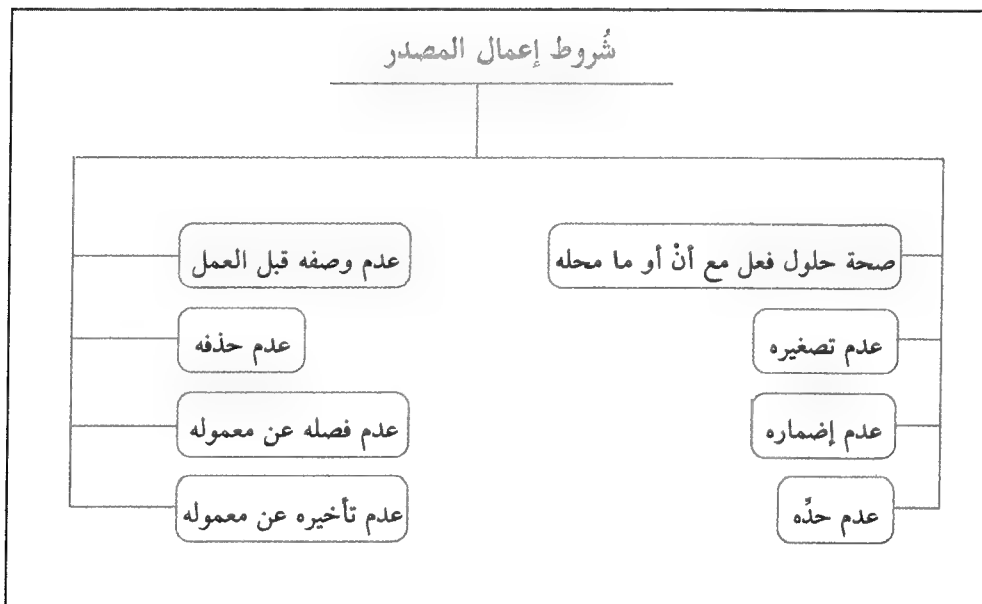 شُروط إعمال المصدر
صحة حلول فعل مع أنْ أو ما محله
عدم تصغيره
عدم إضماره
عدم حدِّه
عدم وصفه قبل العمل
عدم حذفه
عدم فصله عن معموله
عدم تأخيره عن معموله